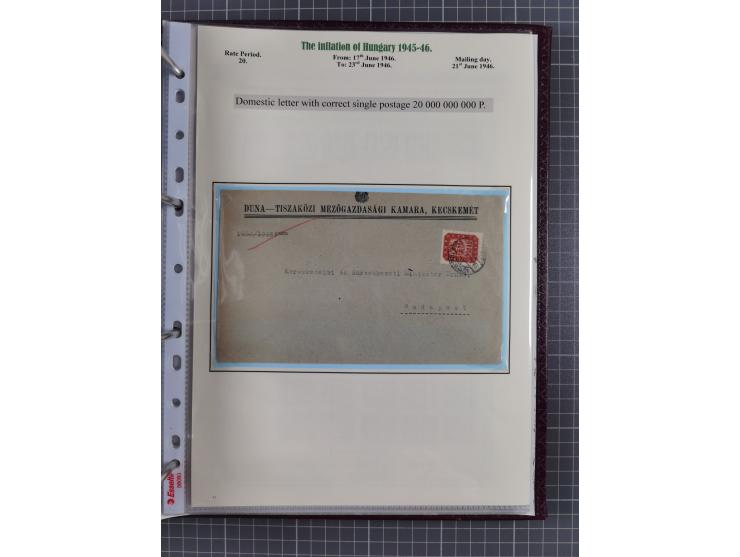 The inflation of Hungary 1945-46.
Rate Period.
20.
From: 17th June 1946.
To: 23rd June 1946.
Mailing day.
21st June 1946.
Domestic letter with correct single postage 20 000 000 000 P.
DUNA—TISZAKÖZI MEZŐGAZDASÁGI KAMARA, KECSKEMÉT
Budapest
Esselte